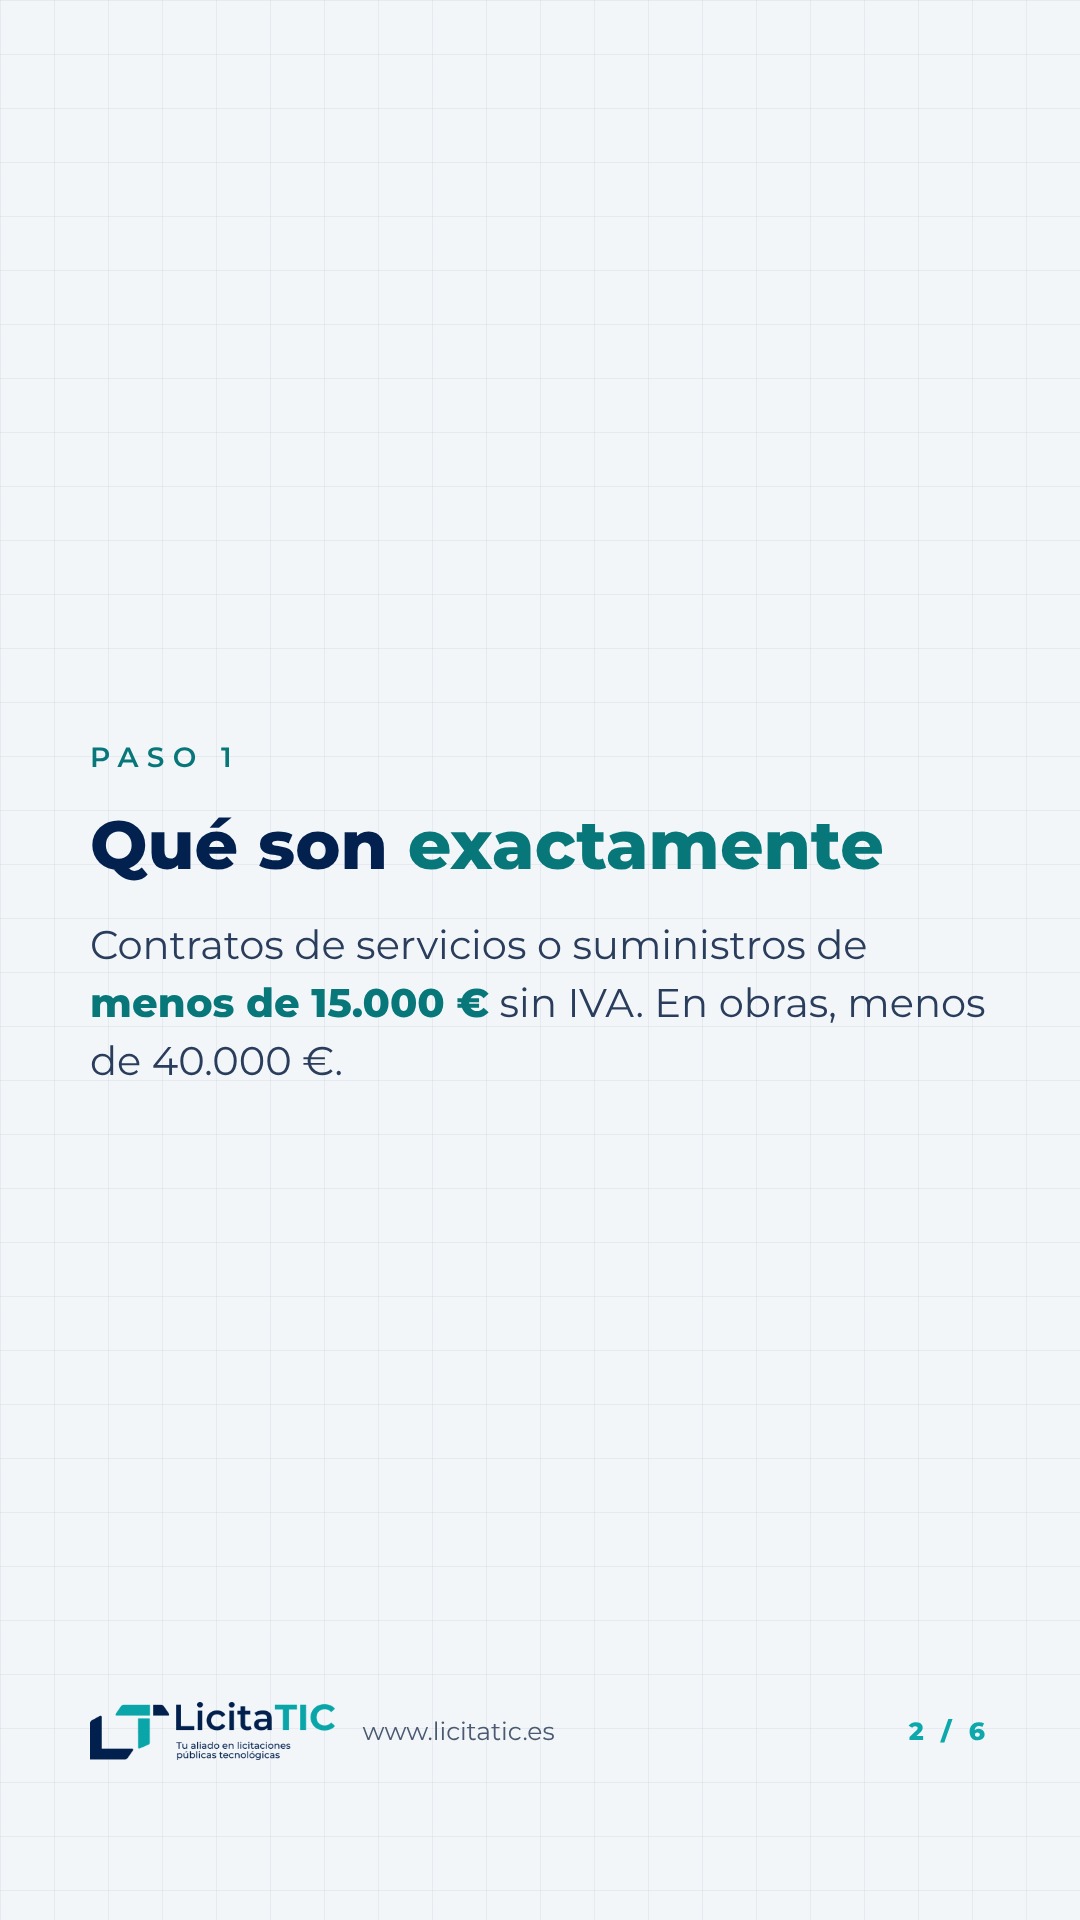 PASO 1
Qué son exactamente
Contratos de servicios o suministros de
menos de 15.000 € sin IVA. En obras, menos
de 40.000 €.
LicitaTIC
Tu aliado en licitaciones
públicas tecnológicas
www.licitatic.es
2 / 6